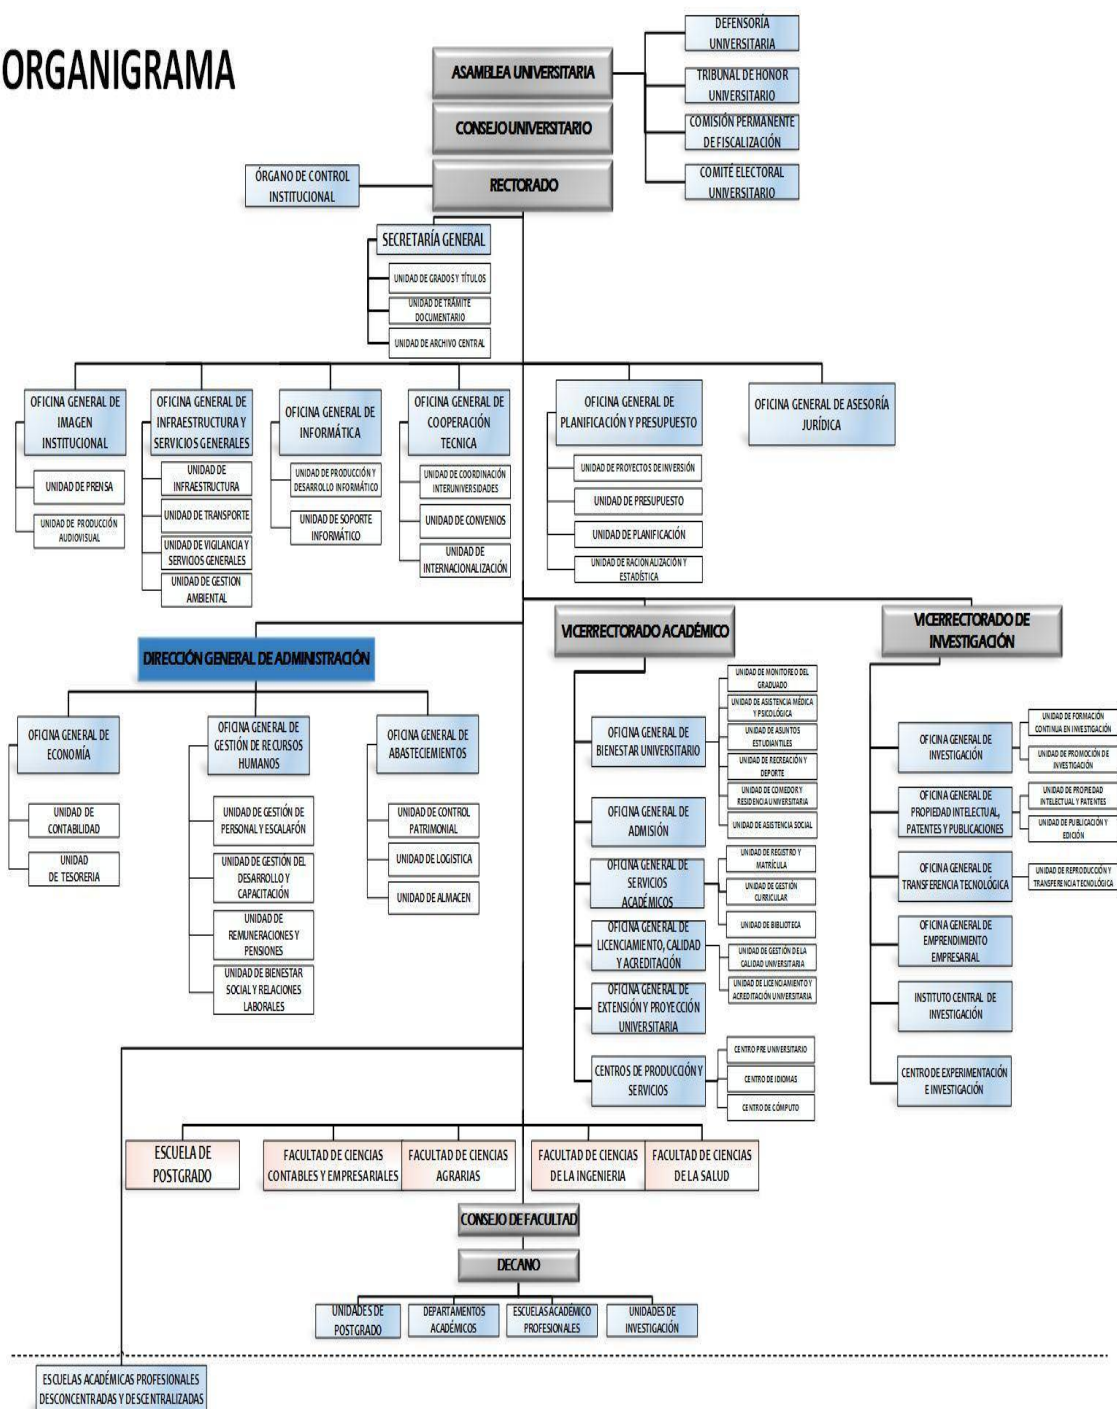 ORGANIGRAMA
ASAMBLEA UNIVERSITARIA
CONSEJO UNIVERSITARIO
RECTORADO
DEFENSORÍA
UNIVERSITARIA
TRIBUNAL DE HONOR
UNIVERSITARIO
COMISIÓN PERMANENTE
DE FISCALIZACIÓN
COMITÉ ELECTORAL
UNIVERSITARIO
ÓRGANO DE CONTROL
INSTITUCIONAL
SECRETARÍA GENERAL
UNIDAD DE GRADOS Y TÍTULOS
UNIDAD DE TRÁMITE
DOCUMENTARIO
UNIDAD DE ARCHIVO CENTRAL
OFICINA GENERAL DE
IMAGEN
INSTITUCIONAL
UNIDAD DE PRENSA
UNIDAD DE PRODUCCIÓN
AUDIOVISUAL
OFICINA GENERAL DE
INFRAESTRUCTURA Y
SERVICIOS GENERALES
UNIDAD DE
INFRAESTRUCTURA
UNIDAD DE TRANSPORTE
UNIDAD DE VIGILANCIA Y
SERVICIOS GENERALES
UNIDAD DE GESTION
AMBIENTAL
OFICINA GENERAL DE
INFORMÁTICA
UNIDAD DE PRODUCCIÓN Y
DESARROLLO INFORMÁTICO
UNIDAD DE SOPORTE
INFORMÁTICO
OFICINA GENERAL DE
COOPERACIÓN
TECNICA
UNIDAD DE COORDINACIÓN
INTERUNIVERSIDADES
UNIDAD DE CONVENIOS
UNIDAD DE
INTERNACIONALIZACIÓN
OFICINA GENERAL DE
PLANIFICACIÓN Y PRESUPUESTO
UNIDAD DE PROYECTOS DE INVERSIÓN
UNIDAD DE PRESUPUESTO
UNIDAD DE PLANIFICACIÓN
UNIDAD DE RACIONALIZACIÓN Y
ESTADÍSTICA
OFICINA GENERAL DE ASESORÍA
JURÍDICA
DIRECCIÓN GENERAL DE ADMINISTRACIÓN
OFICINA GENERAL DE
ECONOMÍA
UNIDAD DE
CONTABILIDAD
UNIDAD
DE TESORERIA
OFICINA GENERAL DE
GESTIÓN DE RECURSOS
HUMANOS
UNIDAD DE GESTIÓN DE
PERSONAL Y ESCALAFÓN
UNIDAD DE GESTIÓN DEL
DESARROLLO Y
CAPACITACIÓN
UNIDAD DE
REMUNERACIONES Y
PENSIONES
UNIDAD DE BIENESTAR
SOCIAL Y RELACIONES
LABORALES
OFICINA GENERAL DE
ABASTECIMIENTOS
UNIDAD DE CONTROL
PATRIMONIAL
UNIDAD DE LOGISTICA
UNIDAD DE ALMACEN
VICERRECTORADO ACADÉMICO
OFICINA GENERAL DE
BIENESTAR UNIVERSITARIO
UNIDAD DE MONITOREO DEL
GRADUADO
UNIDAD DE ASISTENCIA MÉDICA
Y PSICOLÓGICA
UNIDAD DE ASUNTOS
ESTUDIANTILES
UNIDAD DE RECREACIÓN Y
DEPORTE
UNIDAD DE COMEDOR Y
RESIDENCIA UNIVERSITARIA
UNIDAD DE ASISTENCIA SOCIAL
OFICINA GENERAL DE
ADMISIÓN
OFICINA GENERAL DE
SERVICIOS
ACADÉMICOS
UNIDAD DE REGISTRO Y
MATRÍCULA
UNIDAD DE GESTIÓN
CURRICULAR
UNIDAD DE BIBLIOTECA
OFICINA GENERAL DE
LICENCIAMIENTO, CALIDAD
Y ACREDITACIÓN
UNIDAD DE GESTIÓN DE LA
CALIDAD UNIVERSITARIA
UNIDAD DE LICENCIAMIENTO Y
ACREDITACIÓN UNIVERSITARIA
OFICINA GENERAL DE
EXTENSIÓN Y PROYECCIÓN
UNIVERSITARIA
CENTROS DE PRODUCCIÓN Y
SERVICIOS
CENTRO PRE UNIVERSITARIO
CENTRO DE IDIOMAS
CENTRO DE CÓMPUTO
VICERRECTORADO DE
INVESTIGACIÓN
OFICINA GENERAL DE
INVESTIGACIÓN
UNIDAD DE FORMACIÓN
CONTINUA EN INVESTIGACIÓN
UNIDAD DE PROMOCIÓN DE
INVESTIGACIÓN
OFICINA GENERAL DE
PROPIEDAD INTELECTUAL,
PATENTES Y PUBLICACIONES
UNIDAD DE PROPIEDAD
INTELECTUAL Y PATENTES
UNIDAD DE PUBLICACIÓN Y
EDICIÓN
OFICINA GENERAL DE
TRANSFERENCIA TECNOLÓGICA
UNIDAD DE REPRODUCCIÓN Y
TRANSFERENCIA TECNOLÓGICA
OFICINA GENERAL DE
EMPRENDIMIENTO
EMPRESARIAL
INSTITUTO CENTRAL DE
INVESTIGACIÓN
CENTRO DE EXPERIMENTACIÓN
E INVESTIGACIÓN
ESCUELA DE
POSTGRADO
FACULTAD DE CIENCIAS
CONTABLES Y EMPRESARIALES
FACULTAD DE CIENCIAS
AGRARIAS
FACULTAD DE CIENCIAS
DE LA INGENIERIA
FACULTAD DE CIENCIAS
DE LA SALUD
CONSEJO DE FACULTAD
DECANO
UNIDADES DE
POSTGRADO
DEPARTAMENTOS
ACADÉMICOS
ESCUELAS ACADÉMICO
PROFESIONALES
UNIDADES DE
INVESTIGACIÓN
ESCUELAS ACADÉMICAS PROFESIONALES
DESCONCENTRADAS Y DESCENTRALIZADAS